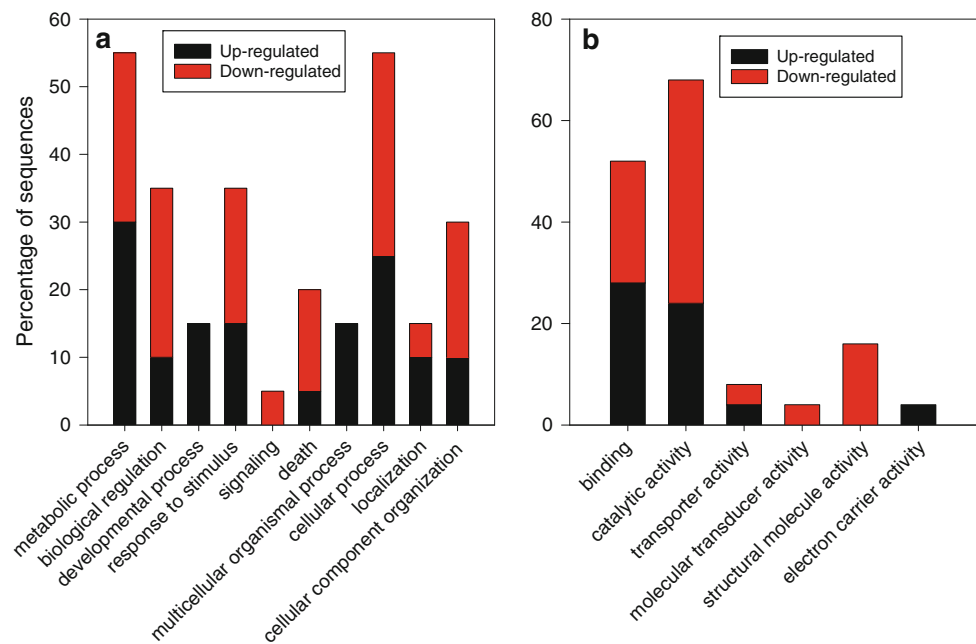 a
Up-regulated
Down-regulated
Percentage of sequences
60
50
40
30
20
10
0
metabolic process
biological regulation
developmental process
response to stimulus
signaling
death
multicellular organismal process
cellular process
localization
cellular component organization
b
Up-regulated
Down-regulated
80
60
40
20
0
binding
catalytic activity
transporter activity
molecular transducer activity
structural molecule activity
electron carrier activity